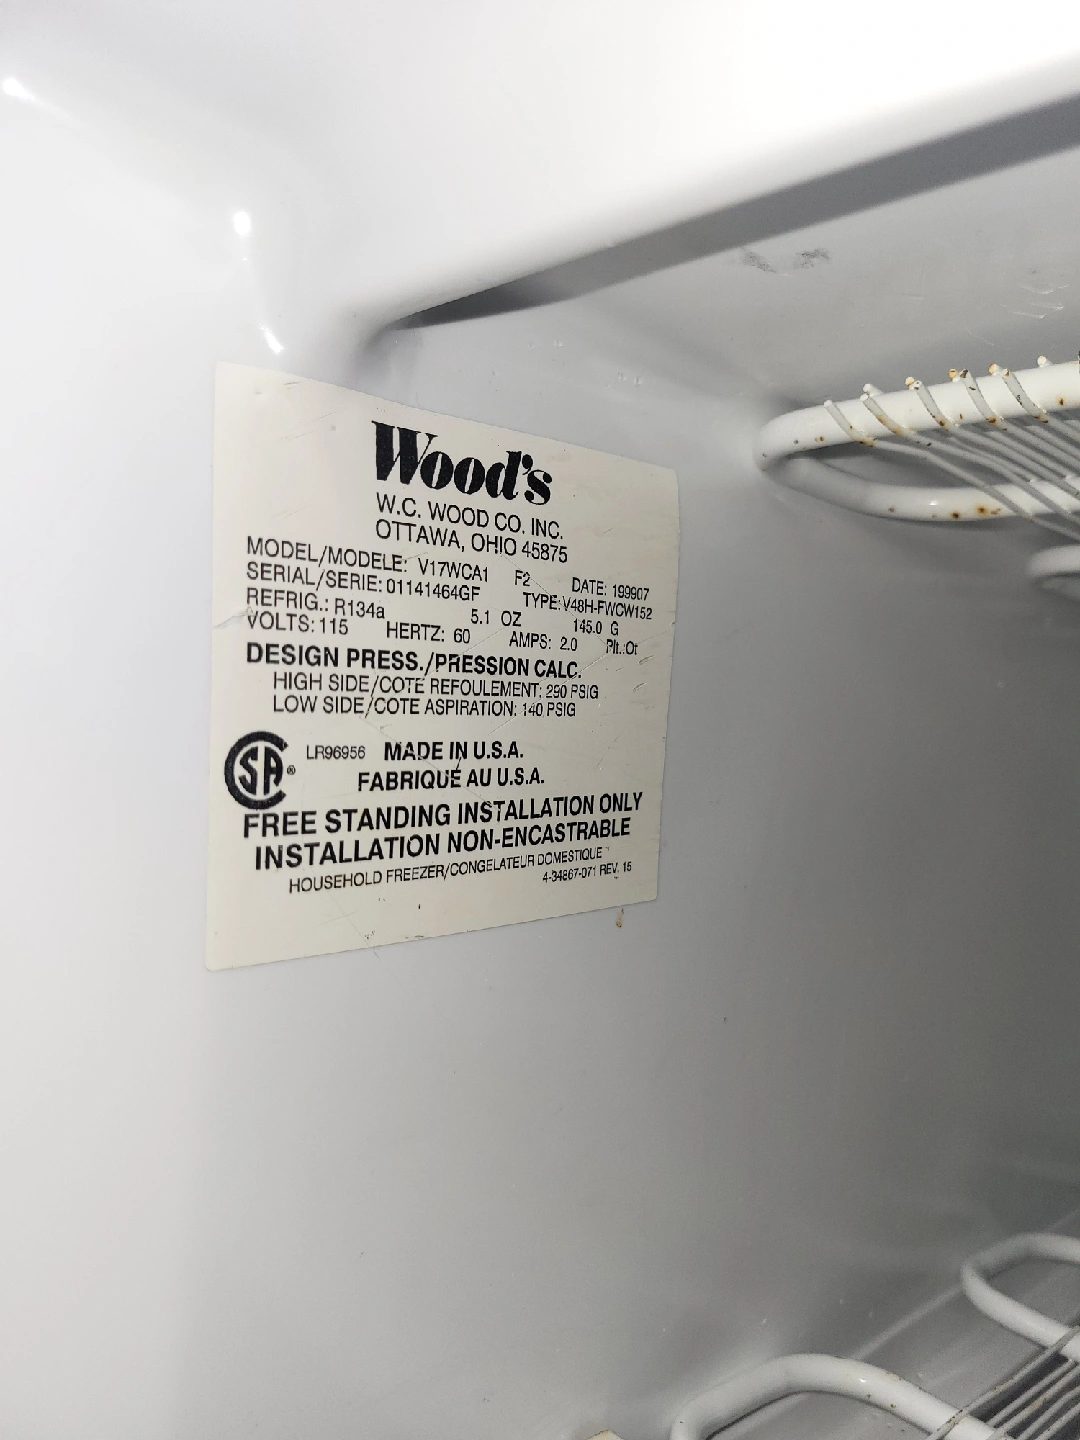 Wood's
W.C. WOOD CO. INC.
OTTAWA, OHIO 45875
MODEL/MODELE: V17WCA1 F2 DATE: 199907
SERIAL/SERIE: 01141464GF TYPE: V48H-FWCW152
REFRIG.: R134a 5.1 OZ 145.0 G
VOLTS: 115 HERTZ: 60 AMPS: 2.0 Plt.:Ot
DESIGN PRESS./PRESSION CALC.
HIGH SIDE/COTE REFOULEMENT: 290 PSIG
LOW SIDE/COTE ASPIRATION: 140 PSIG
CSA® LR96956 MADE IN U.S.A.
FABRIQUÉ AU U.S.A.
FREE STANDING INSTALLATION ONLY
INSTALLATION NON-ENCASTRABLE
HOUSEHOLD FREEZER/CONGELATEUR DOMESTIQUE
4-34867-071 REV. 15